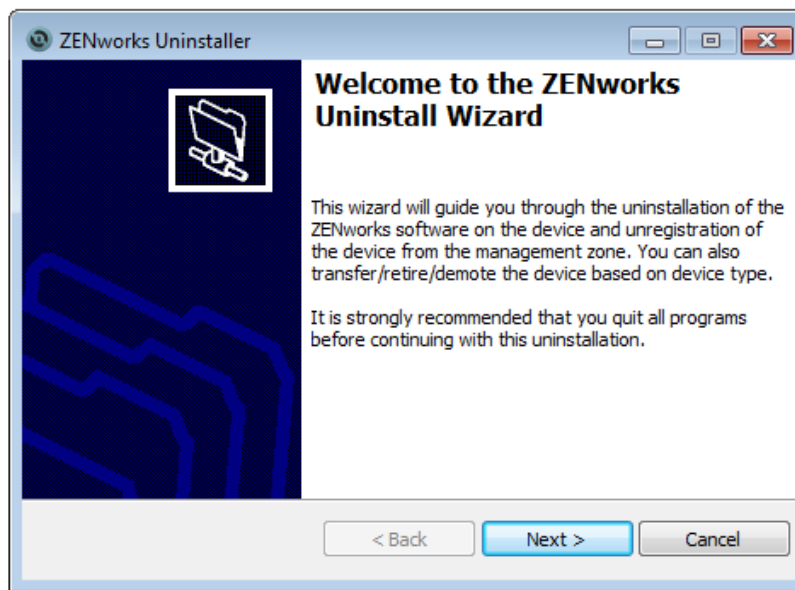 ZENworks Uninstaller
Welcome to the ZENworks
Uninstall Wizard
This wizard will guide you through the uninstallation of the
ZENworks software on the device and unregistration of
the device from the management zone. You can also
transfer/retire/demote the device based on device type.
It is strongly recommended that you quit all programs
before continuing with this uninstallation.
< Back
Next >
Cancel